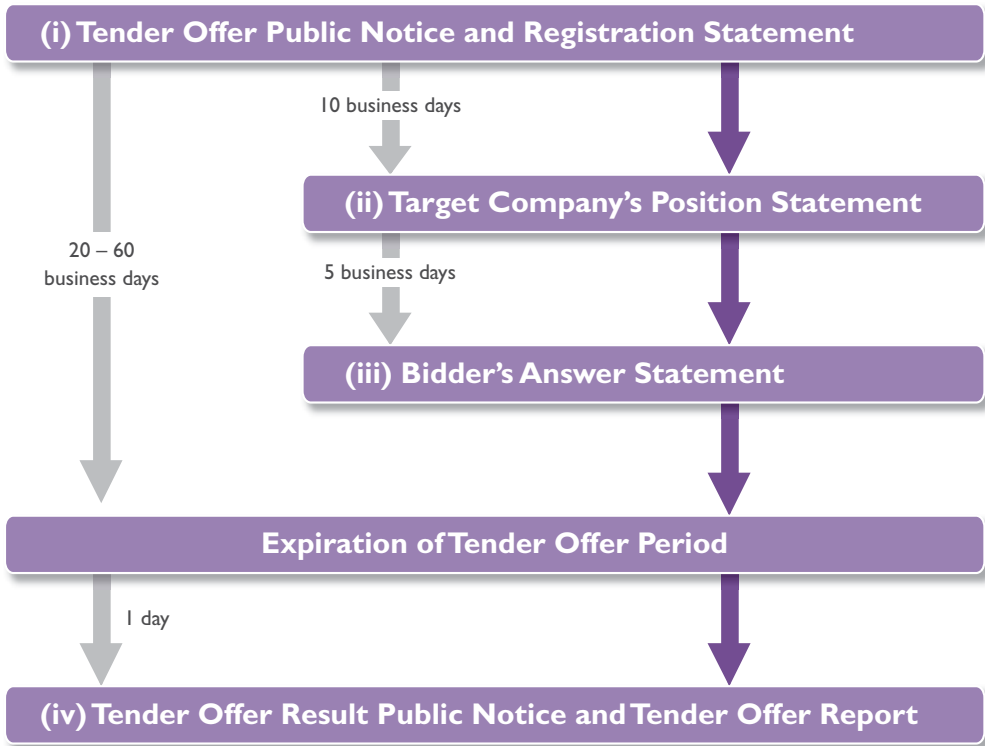 (i) Tender Offer Public Notice and Registration Statement
10 business days
(ii) Target Company's Position Statement
20 – 60
business days
5 business days
(iii) Bidder's Answer Statement
Expiration of Tender Offer Period
1 day
(iv) Tender Offer Result Public Notice and Tender Offer Report